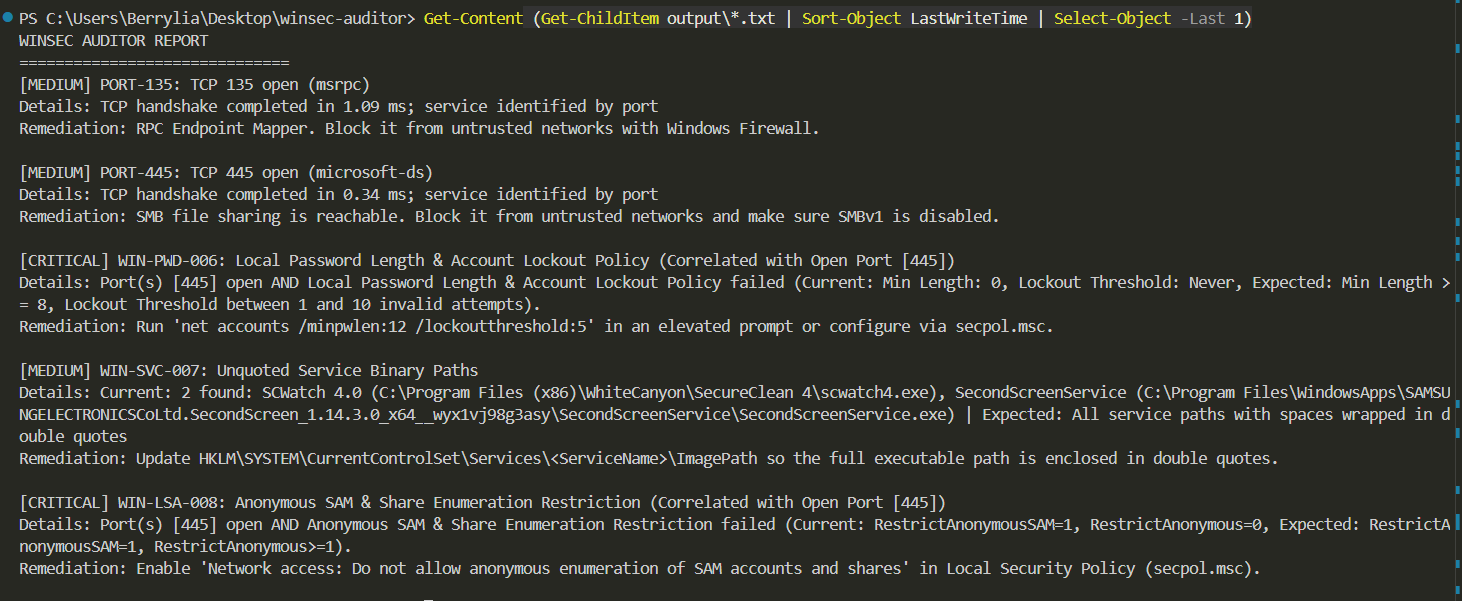 PS C:\Users\Berrylia\Desktop\winsec-auditor> Get-Content (Get-ChildItem output\*.txt | Sort-Object LastWriteTime | Select-Object -Last 1)
WINSEC AUDITOR REPORT
==============================
[MEDIUM] PORT-135: TCP 135 open (msrpc)
Details: TCP handshake completed in 1.09 ms; service identified by port
Remediation: RPC Endpoint Mapper. Block it from untrusted networks with Windows Firewall.
[MEDIUM] PORT-445: TCP 445 open (microsoft-ds)
Details: TCP handshake completed in 0.34 ms; service identified by port
Remediation: SMB file sharing is reachable. Block it from untrusted networks and make sure SMBv1 is disabled.
[CRITICAL] WIN-PWD-006: Local Password Length & Account Lockout Policy (Correlated with Open Port [445])
Details: Port(s) [445] open AND Local Password Length & Account Lockout Policy failed (Current: Min Length: 0, Lockout Threshold: Never, Expected: Min Length >
= 8, Lockout Threshold between 1 and 10 invalid attempts).
Remediation: Run 'net accounts /minpwlen:12 /lockoutthreshold:5' in an elevated prompt or configure via secpol.msc.
[MEDIUM] WIN-SVC-007: Unquoted Service Binary Paths
Details: Current: 2 found: SCWatch 4.0 (C:\Program Files (x86)\WhiteCanyon\SecureClean 4\scwatch4.exe), SecondScreenService (C:\Program Files\WindowsApps\SAMSU
NGELECTRONICSCoLtd.SecondScreen_1.14.3.0_x64__wyx1vj98g3asy\SecondScreenService\SecondScreenService.exe) | Expected: All service paths with spaces wrapped in d
ouble quotes
Remediation: Update HKLM\SYSTEM\CurrentControlSet\Services\<ServiceName>\ImagePath so the full executable path is enclosed in double quotes.
[CRITICAL] WIN-LSA-008: Anonymous SAM & Share Enumeration Restriction (Correlated with Open Port [445])
Details: Port(s) [445] open AND Anonymous SAM & Share Enumeration Restriction failed (Current: RestrictAnonymousSAM=1, RestrictAnonymous=0, Expected: RestrictA
nonymousSAM=1, RestrictAnonymous>=1).
Remediation: Enable 'Network access: Do not allow anonymous enumeration of SAM accounts and shares' in Local Security Policy (secpol.msc).